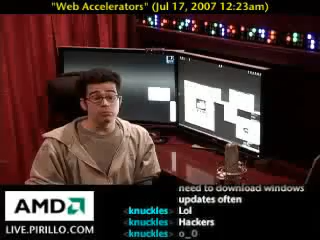 "Web Accelerators" (Jul 17, 2007 12:23am)
need to download windows
updates often
<knuckles> Lol
<knuckles> Hackers
<knuckles> o_0
AMD
LIVE.PIRILLO.COM